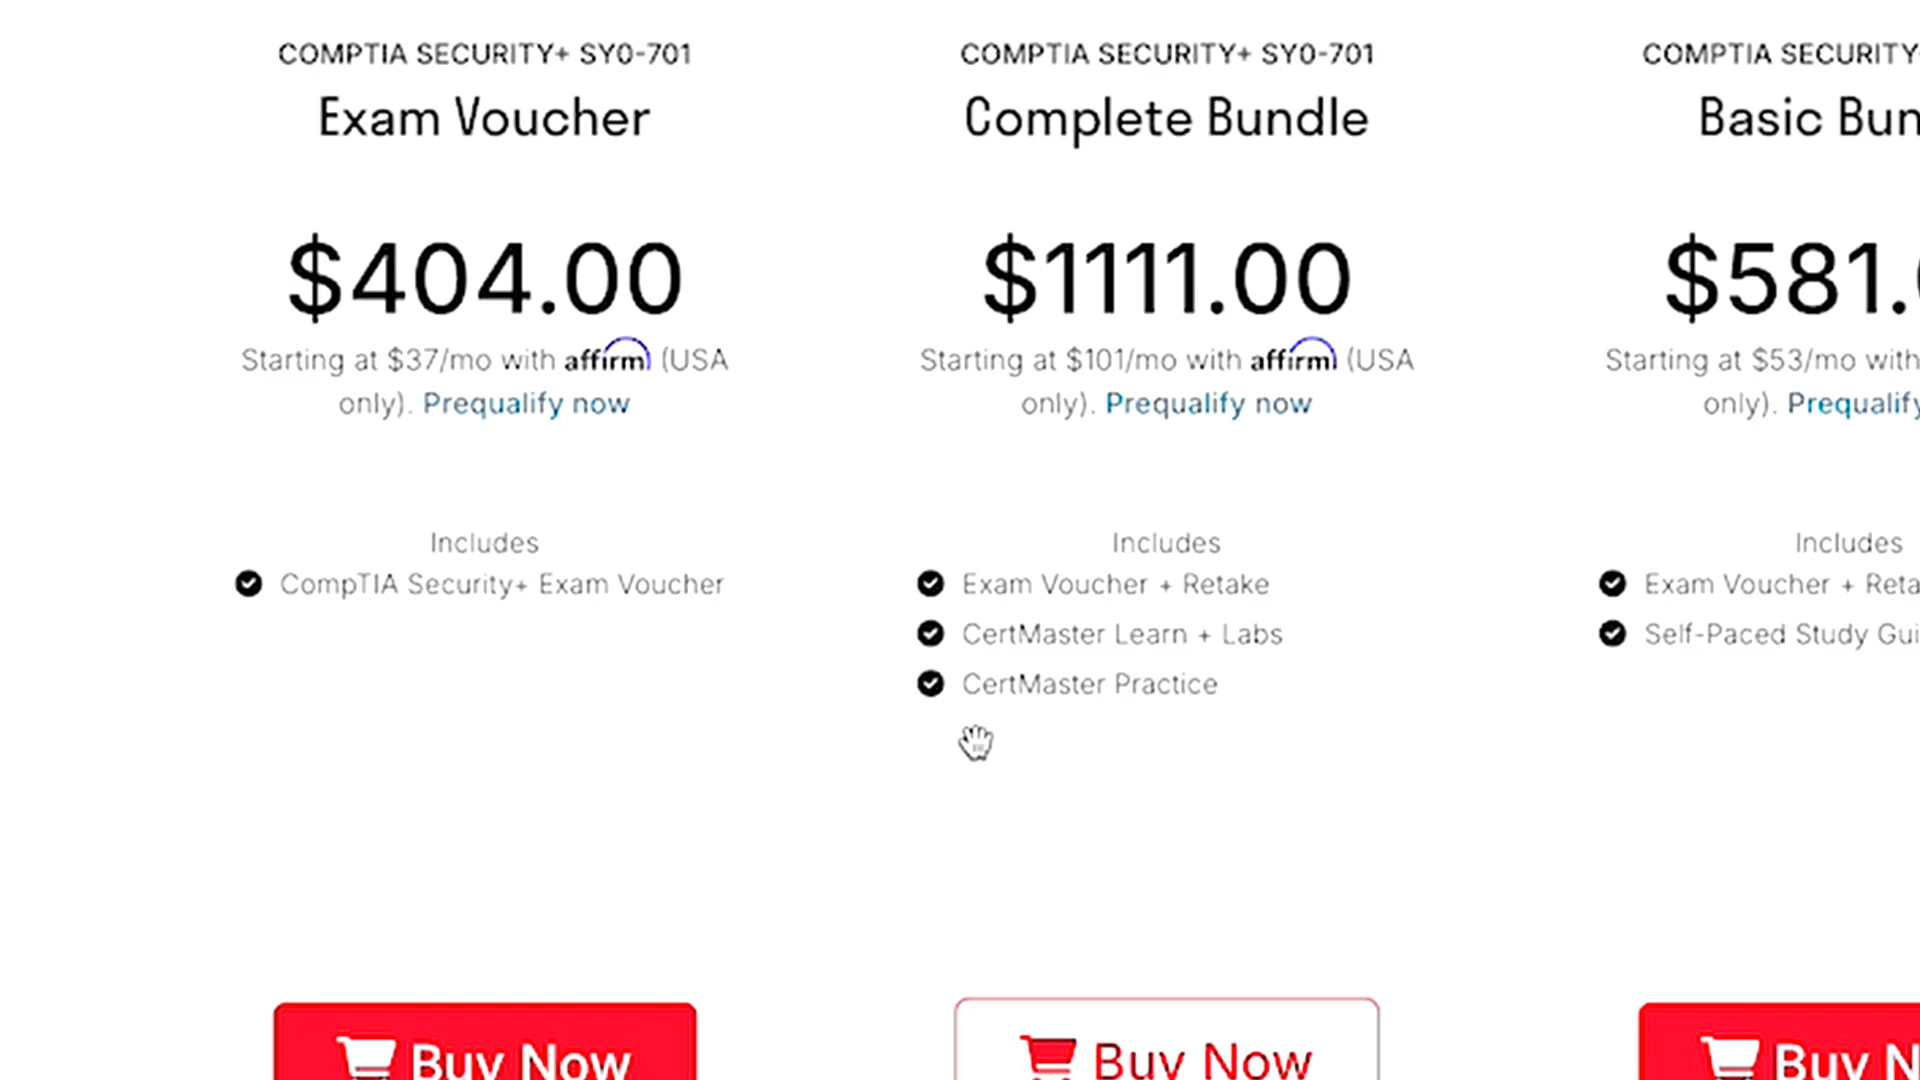 COMPTIA SECURITY+ SY0-701
Exam Voucher
$404.00
Starting at $37/mo with affirm (USA
only). Prequalify now
Includes
CompTIA Security+ Exam Voucher
Buy Now
COMPTIA SECURITY+ SY0-701
Complete Bundle
$1111.00
Starting at $101/mo with affirm (USA
only). Prequalify now
Includes
Exam Voucher + Retake
CertMaster Learn + Labs
CertMaster Practice
Buy Now
COMPTIA SECURITY
Basic Bun
$581.
Starting at $53/mo with
only). Prequalify
Includes
Exam Voucher + Reta
Self-Paced Study Gui
Buy N